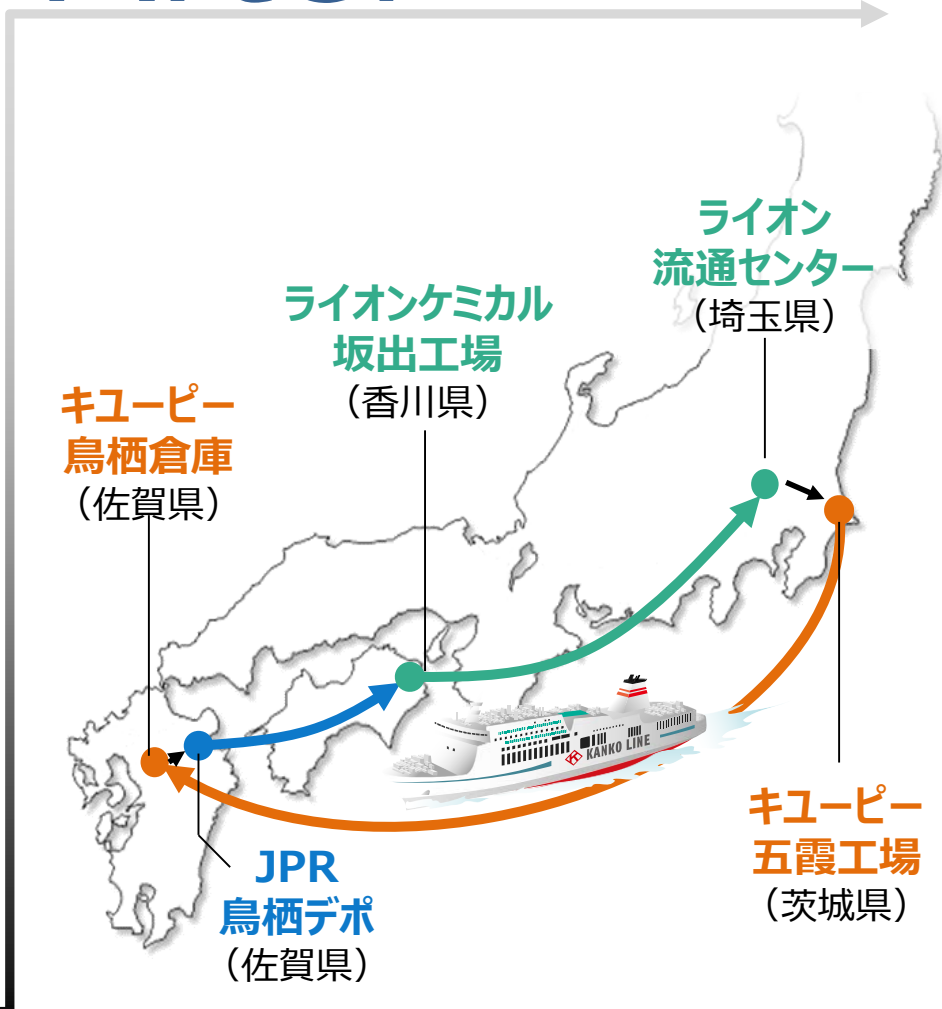 ライオン
流通センター
（埼玉県）
ライオンケミカル
坂出工場
（香川県）
キユーピー
鳥栖倉庫
（佐賀県）
KANKO LINE
キユーピー
五霞工場
（茨城県）
JPR
鳥栖デポ
（佐賀県）